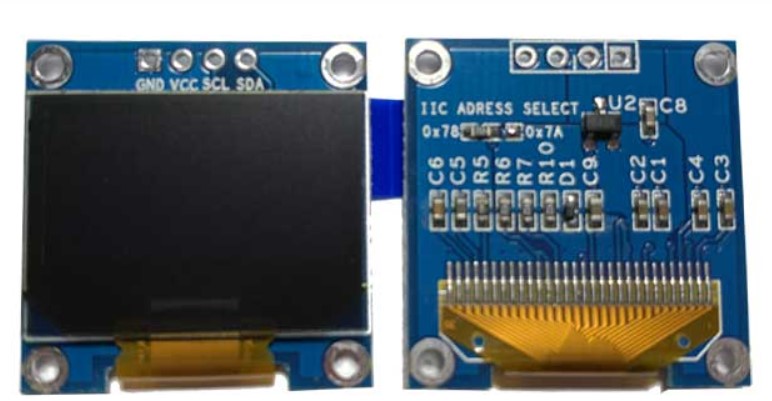 GND VCC SCL SDA
IIC ADRESS SELECT
U2
C8
0x78
0x7A
C6
C5
R5
R6
R7
R10
D1
C9
C2
C1
C4
C3